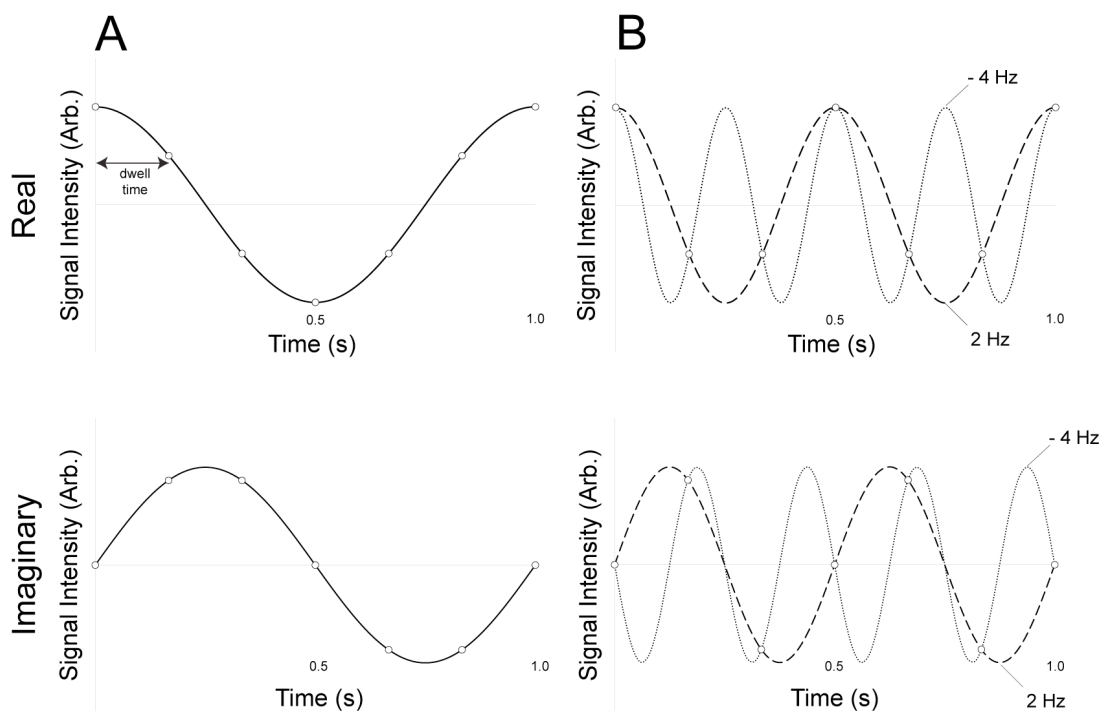 A
B
Real
Signal Intensity (Arb.)
dwell
time
0.5
1.0
Time (s)
Signal Intensity (Arb.)
- 4 Hz
0.5
1.0
Time (s)
2 Hz
Imaginary
Signal Intensity (Arb.)
0.5
1.0
Time (s)
Signal Intensity (Arb.)
- 4 Hz
0.5
1.0
Time (s)
2 Hz